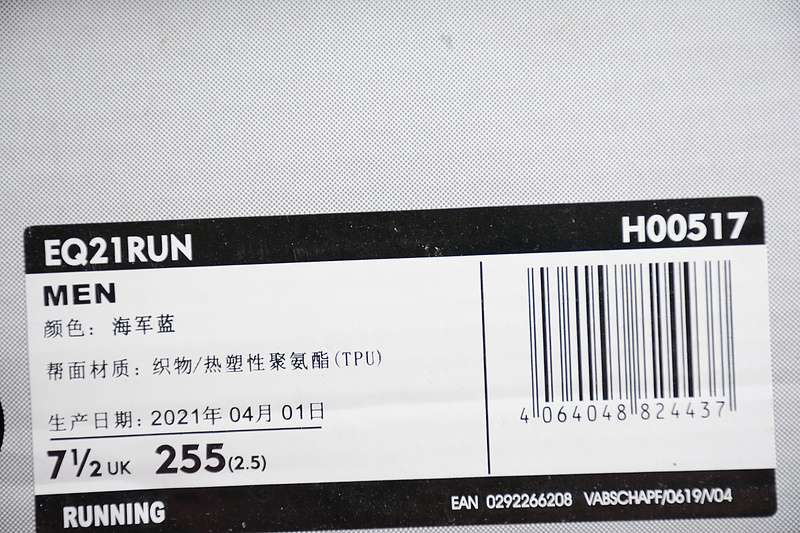 EQ21RUN H00517
MEN
颜色：海军蓝
帮面材质：织物/热塑性聚氨酯(TPU)
生产日期：2021年 04月 01日
7½ UK 255(2.5)
4 064048 824437
RUNNING EAN 0292266208 VABSCHAPF/0619/V04